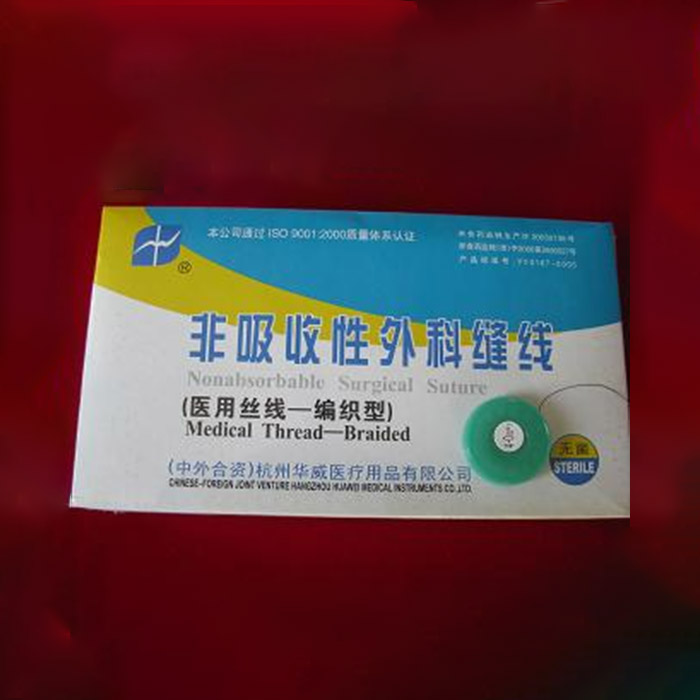 本公司通过 ISO 9001:2000质量体系认证
®
非吸收性外科缝线
Nonabsorbable Surgical Suture
(医用丝线—编织型)
Medical Thread—Braided
无菌
STERILE
(中外合资)杭州华威医疗用品有限公司
CHINESE-FOREIGN JOINT VENTURE HANGZHOU HUAWEI MEDICAL INSTRUMENTS CO.,LTD.